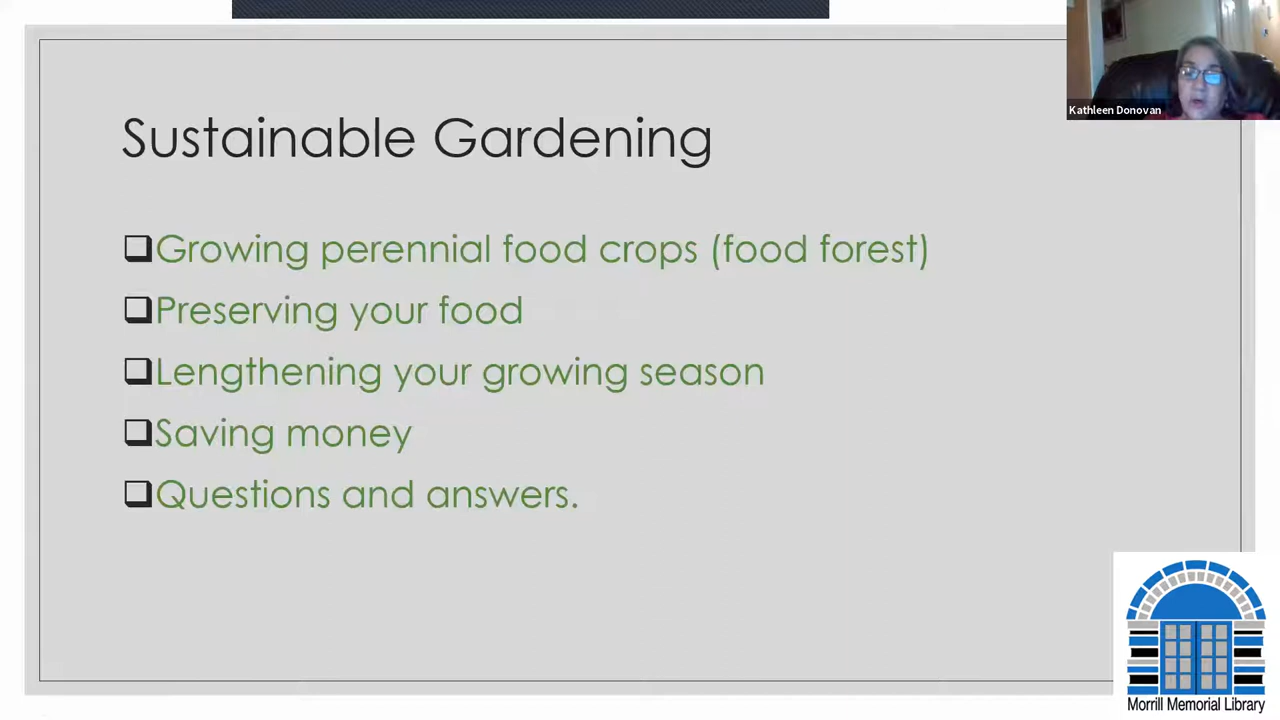 Kathleen Donovan
Sustainable Gardening
❑Growing perennial food crops (food forest)
❑Preserving your food
❑Lengthening your growing season
❑Saving money
❑Questions and answers.
Morrill Memorial Library